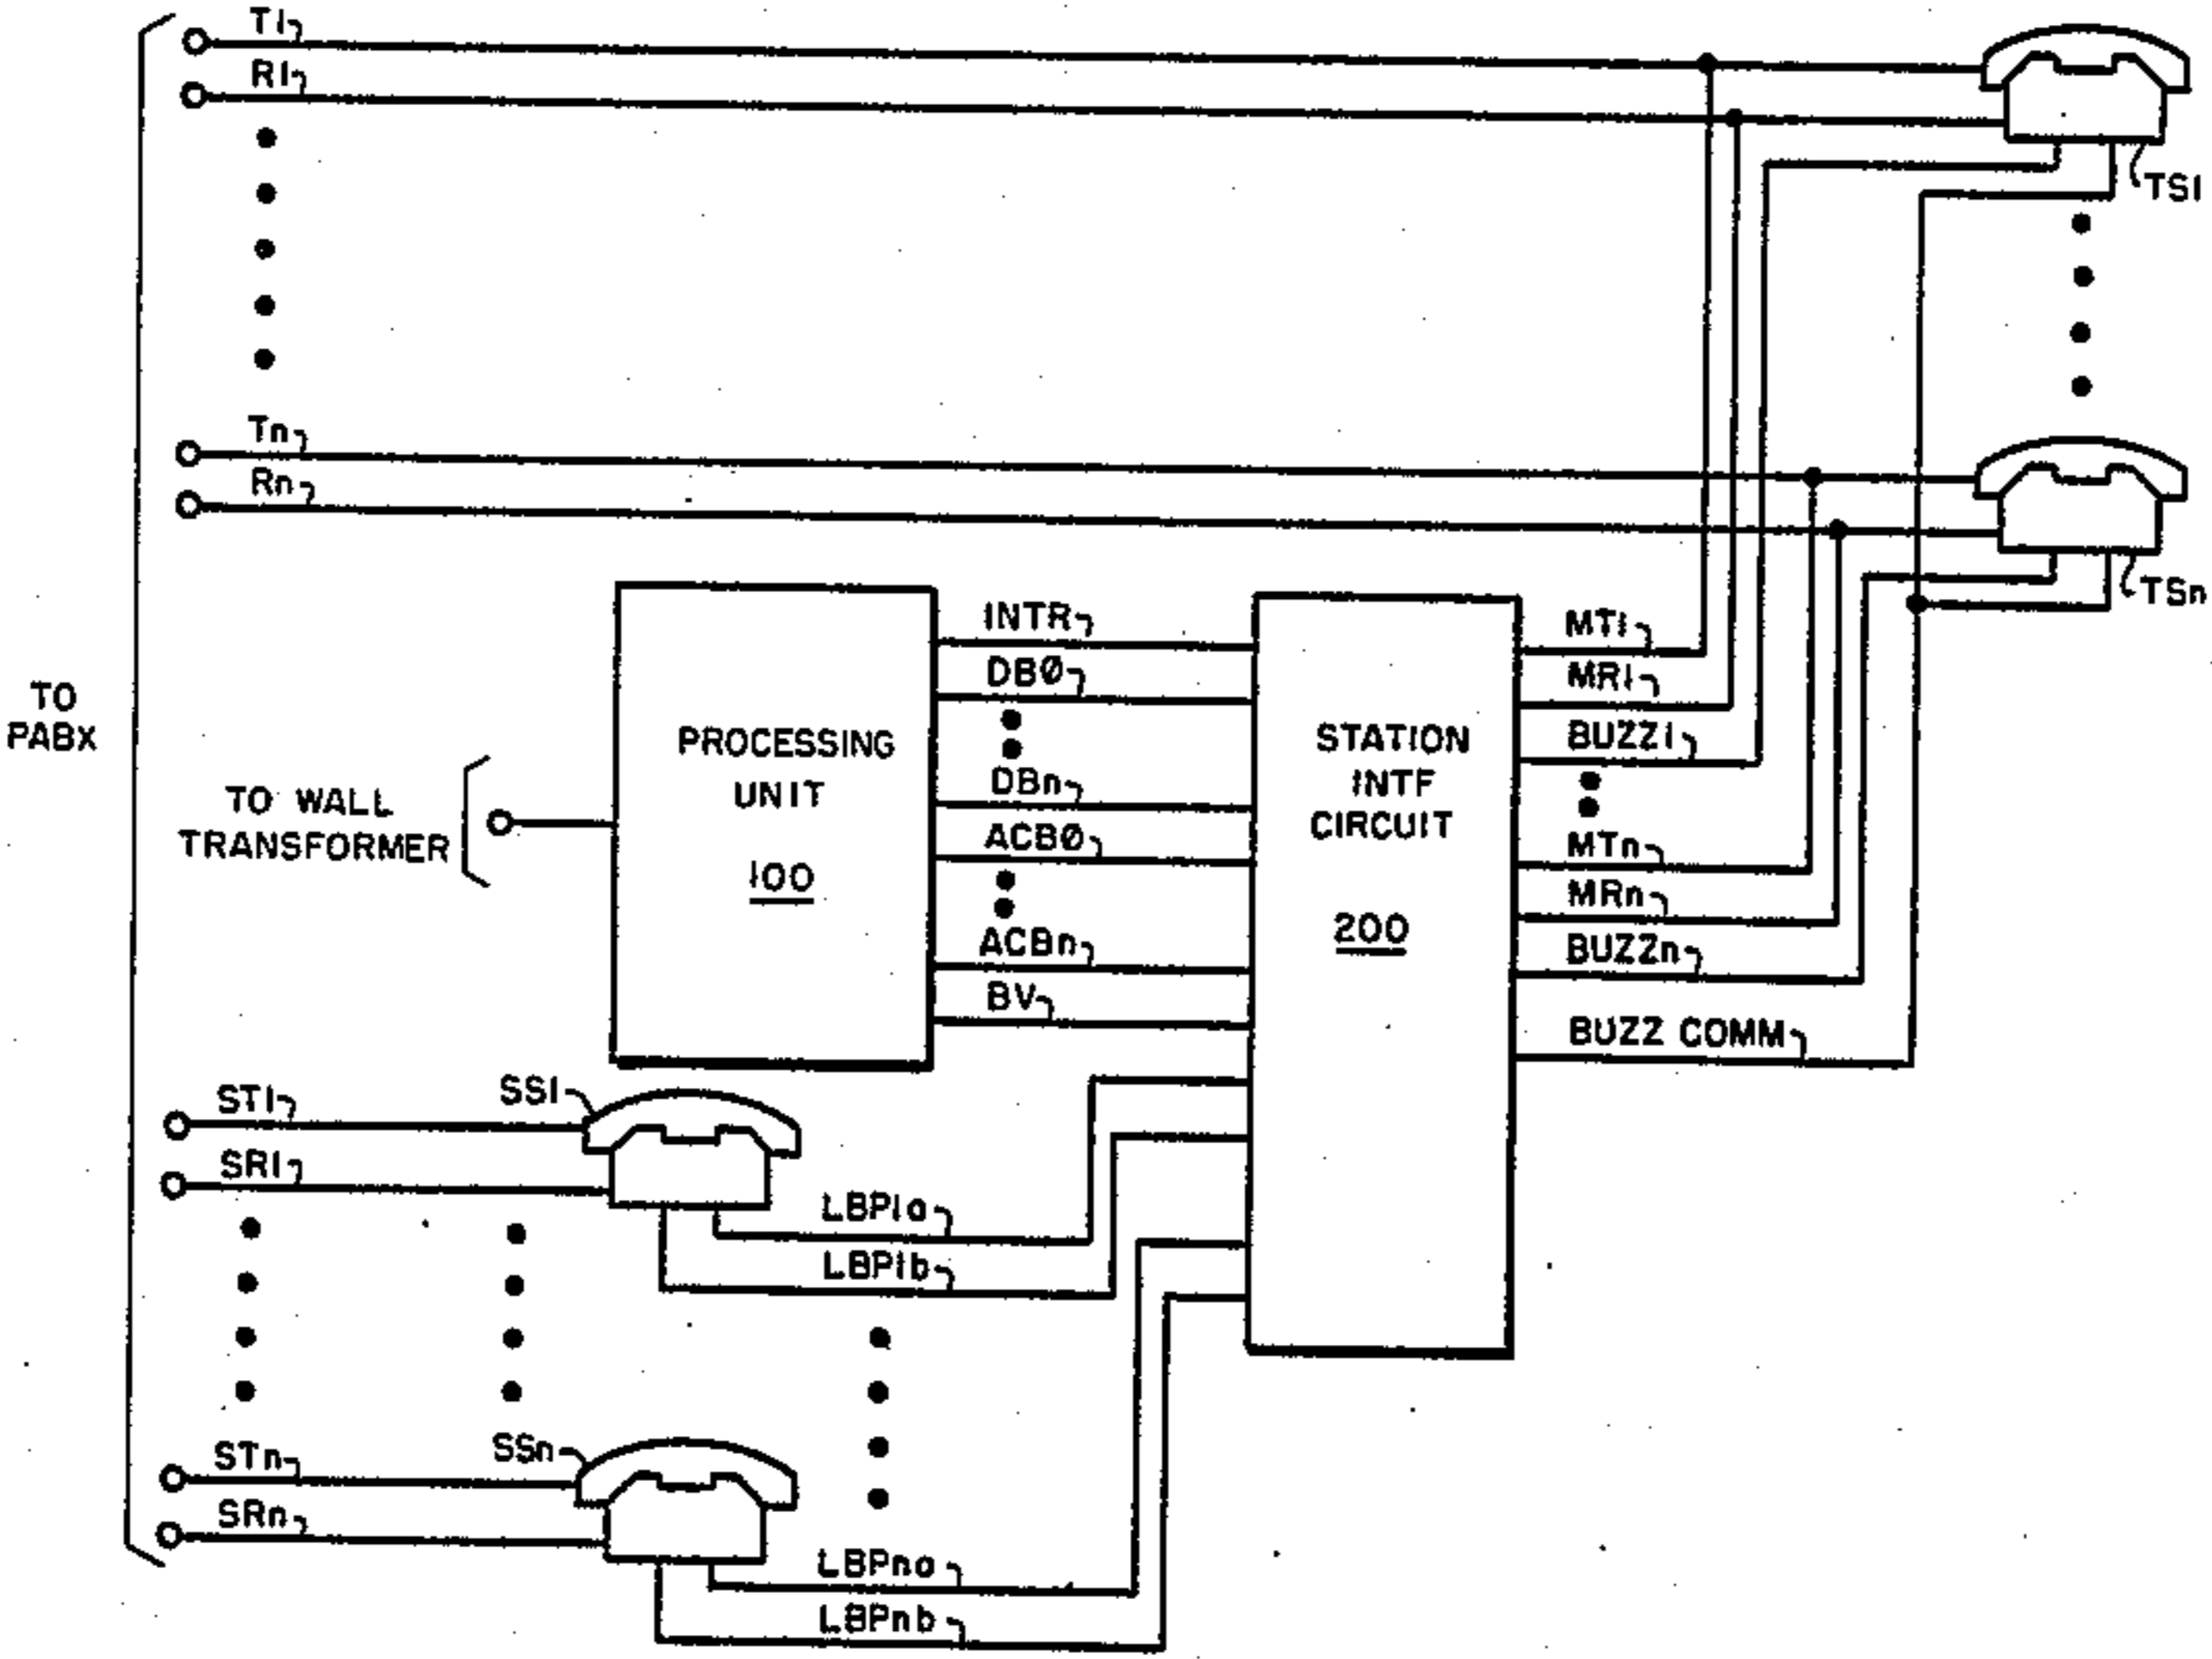 T1
R1
TS1
Tn
Rn
TSn
INTR
DBØ
DBn
ACBØ
ACBn
BV
PROCESSING
UNIT
100
STATION
INTF
CIRCUIT
200
MT1
MR1
BUZZ1
MTn
MRn
BUZZn
BUZZ COMM
TO
PABX
TO WALL
TRANSFORMER
ST1
SS1
SR1
LBP1a
LBP1b
STn
SSn
SRn
LBPna
LBPnb